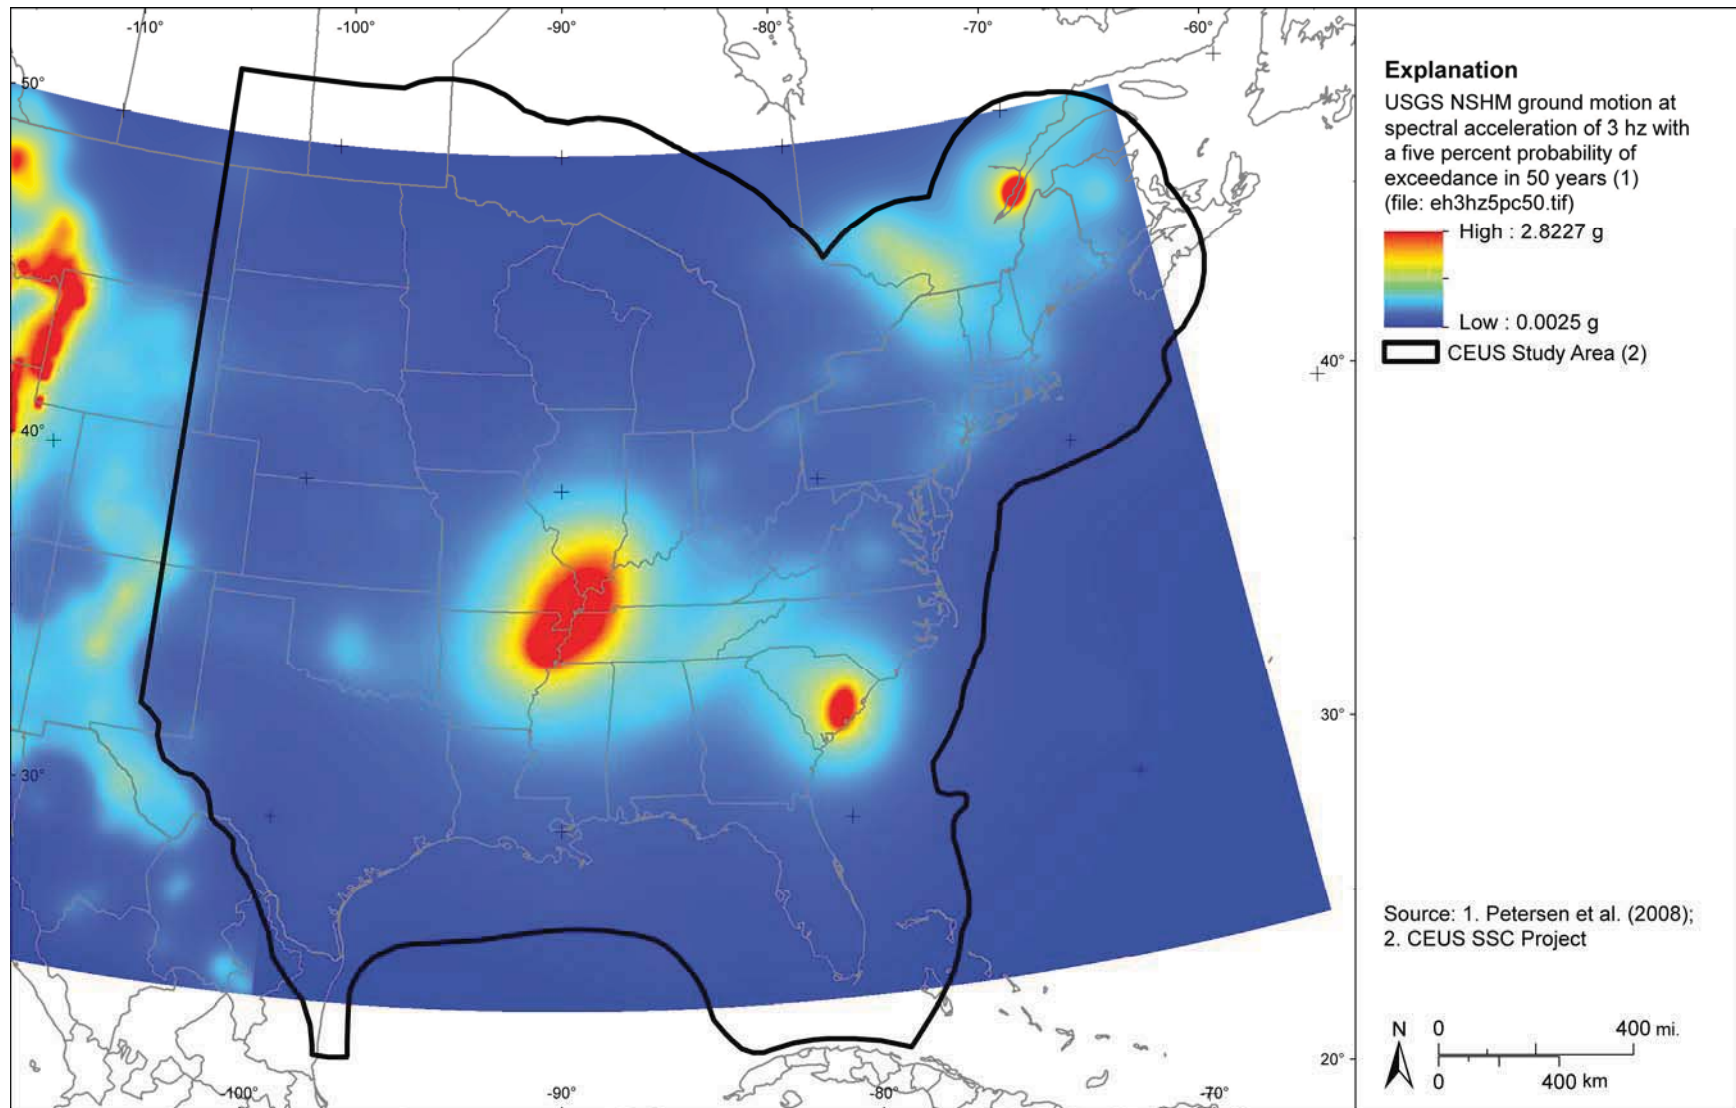 -110° -100° -90° -80° -70° -60°
50°
40°
40°
30°
30°
20°
-100° -90° -80° -70°
Explanation
USGS NSHM ground motion at
spectral acceleration of 3 hz with
a five percent probability of
exceedance in 50 years (1)
(file: eh3hz5pc50.tif)
High : 2.8227 g
Low : 0.0025 g
CEUS Study Area (2)
Source: 1. Petersen et al. (2008);
2. CEUS SSC Project
N 0 400 mi.
0 400 km